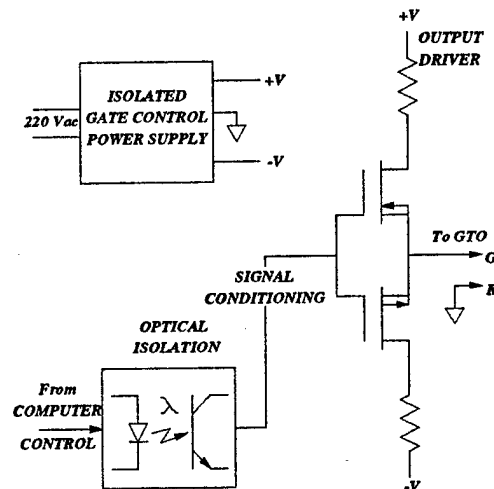 +V
OUTPUT
DRIVER
ISOLATED
GATE CONTROL
POWER SUPPLY
220 Vac
+V
-V
To GTO
G
K
SIGNAL
CONDITIONING
OPTICAL
ISOLATION
From
COMPUTER
CONTROL
λ
-V